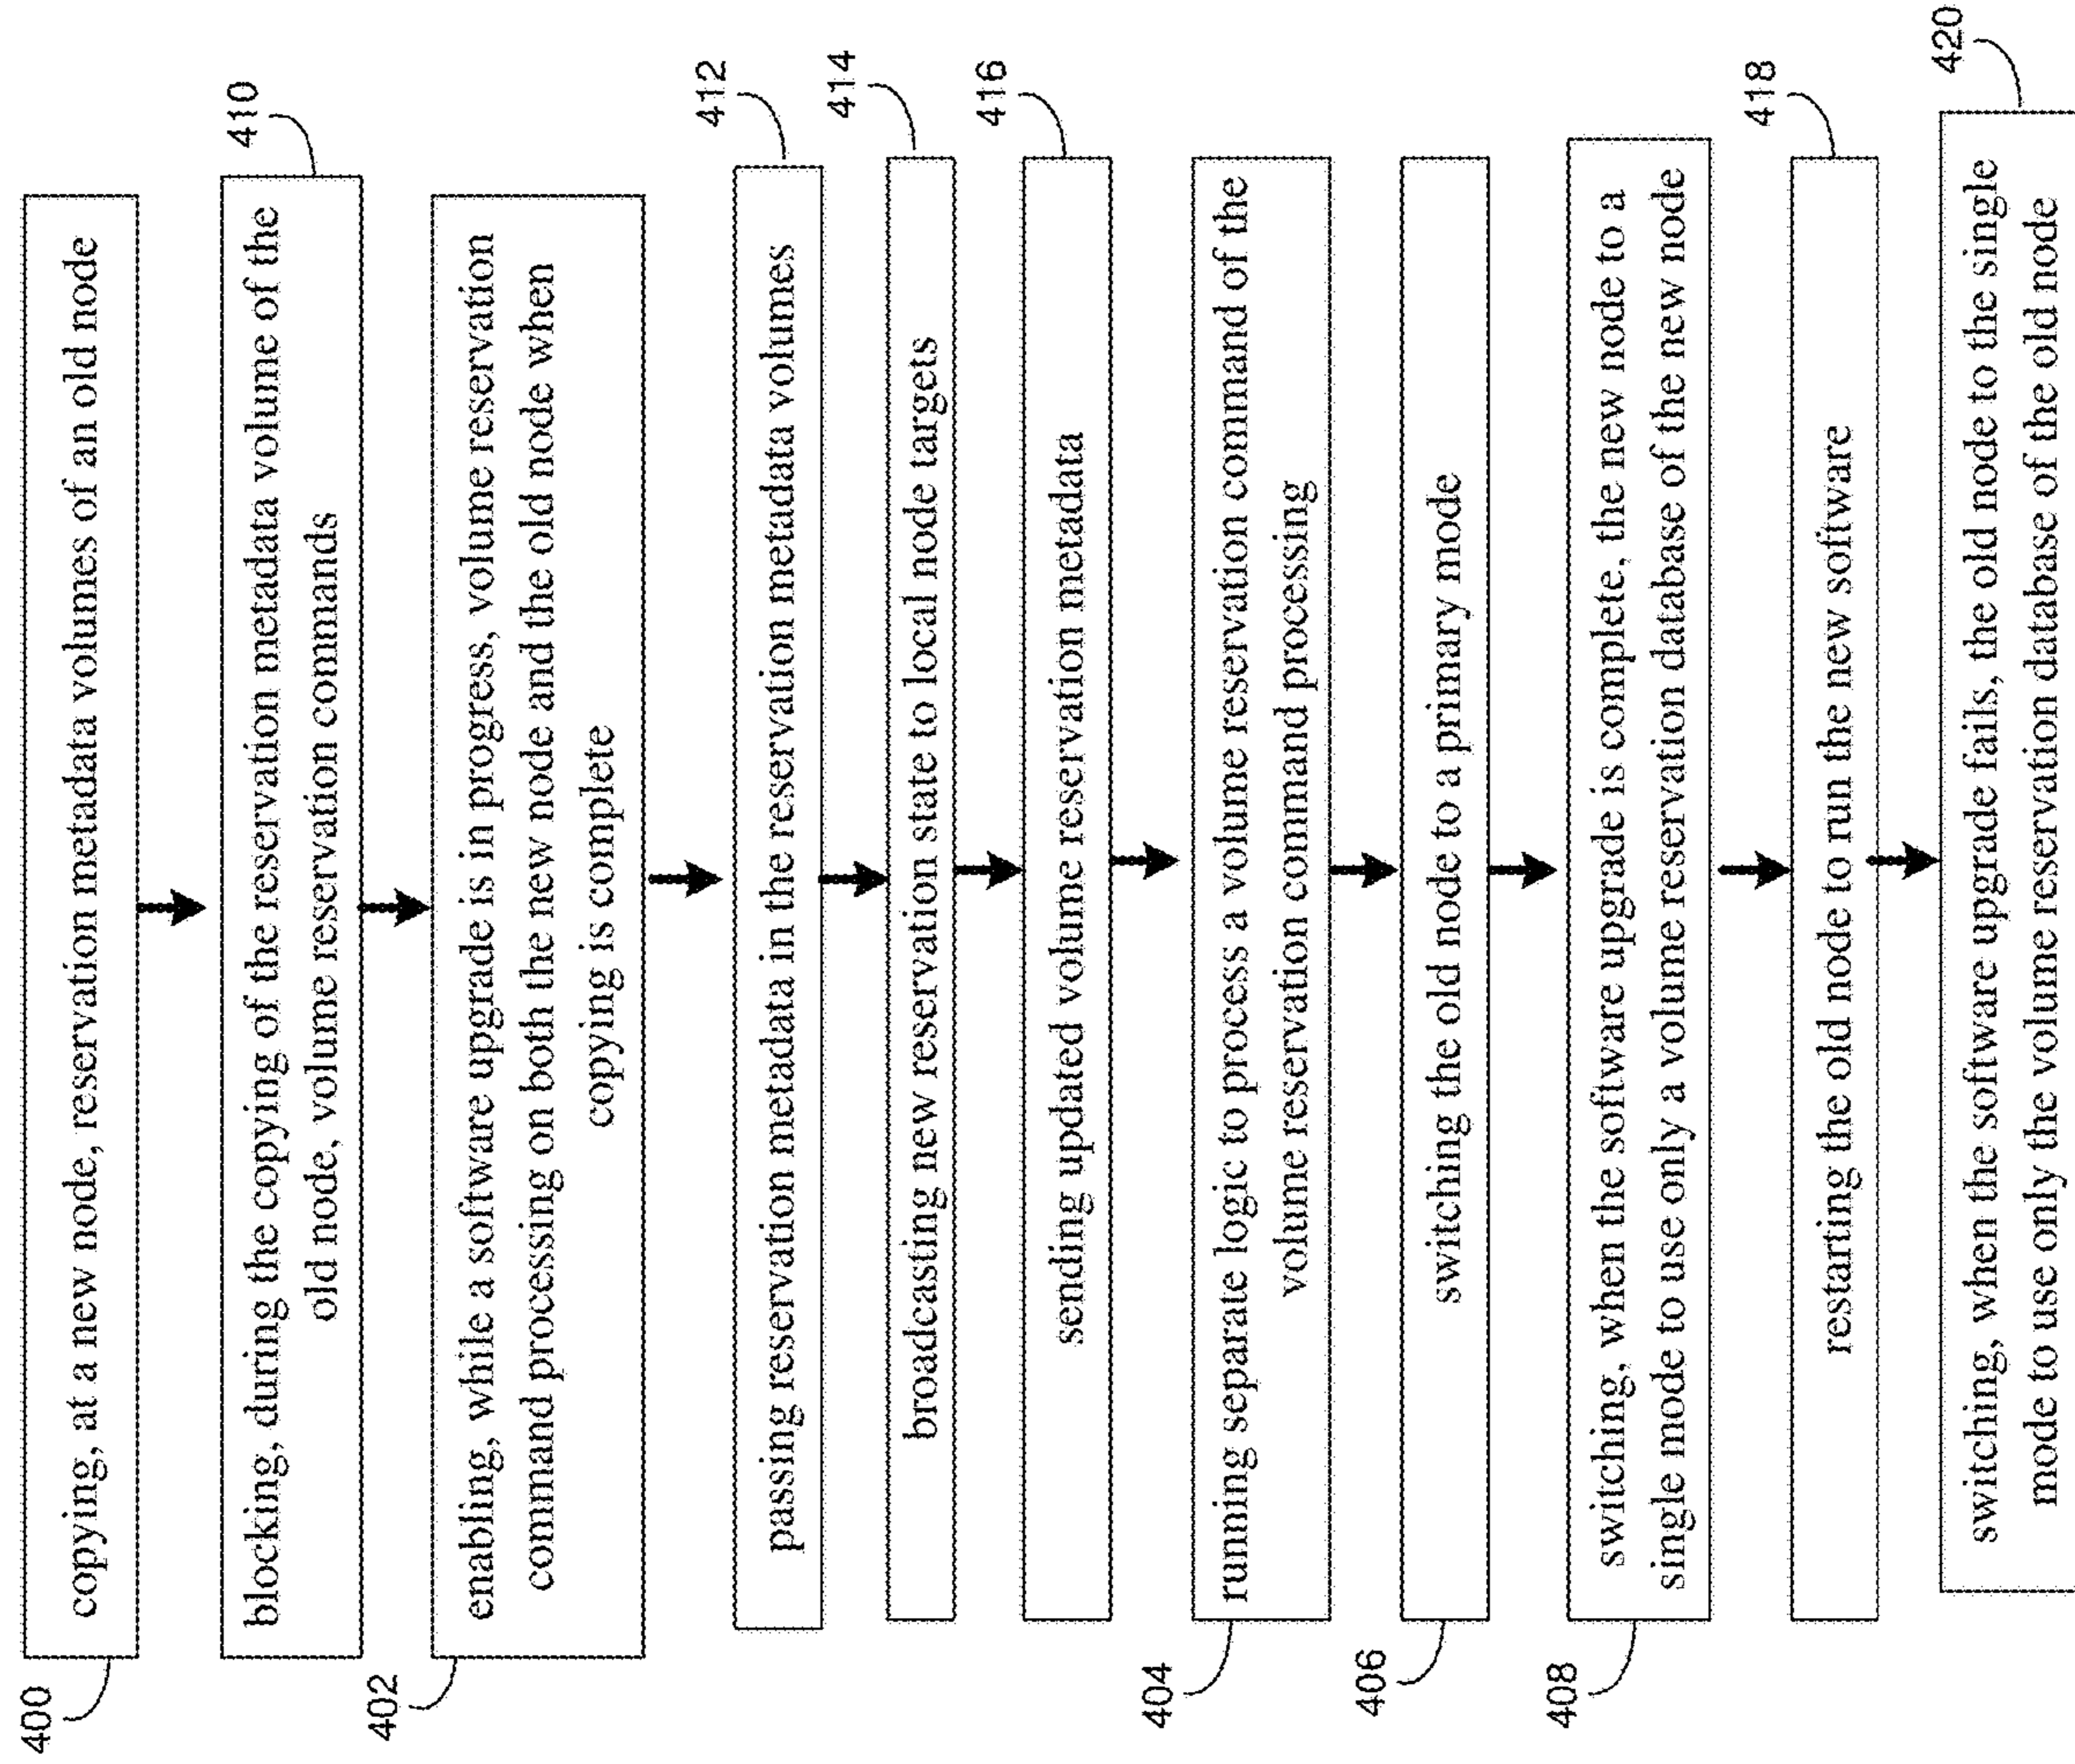 400
copying, at a new node, reservation metadata volumes of an old node
410
blocking, during the copying of the reservation metadata volume of the
old node, volume reservation commands
402
enabling, while a software upgrade is in progress, volume reservation
command processing on both the new node and the old node when
copying is complete
412
passing reservation metadata in the reservation metadata volumes
414
broadcasting new reservation state to local node targets
416
sending updated volume reservation metadata
404
running separate logic to process a volume reservation command of the
volume reservation command processing
406
switching the old node to a primary mode
408
switching, when the software upgrade is complete, the new node to a
single mode to use only a volume reservation database of the new node
418
restarting the old node to run the new software
420
switching, when the software upgrade fails, the old node to the single
mode to use only the volume reservation database of the old node